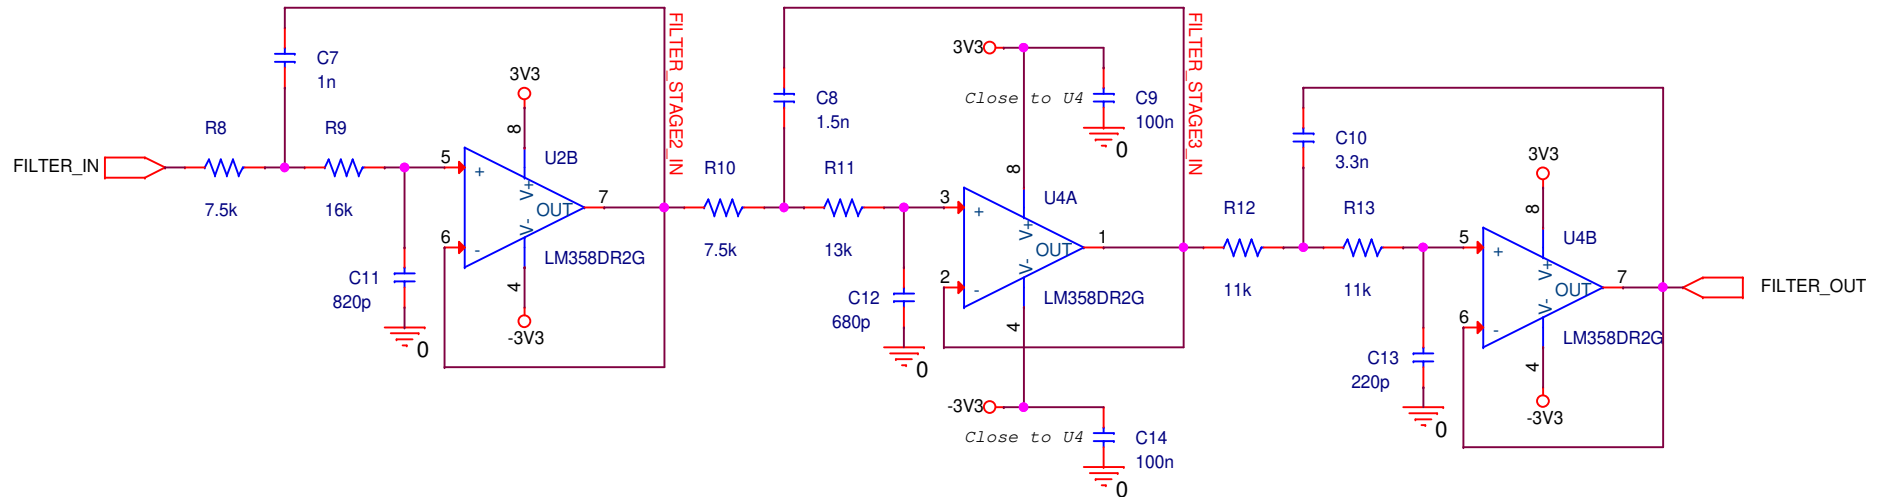 FILTER_IN
R8
7.5k
C7
1n
R9
16k
C11
820p
0
3V3
8
5
+
V+
U2B
OUT
7
6
-
V-
LM358DR2G
4
-3V3
FILTER_STAGE2_IN
R10
7.5k
C8
1.5n
R11
13k
C12
680p
0
3V3
Close to U4
C9
100n
0
8
3
+
V+
U4A
OUT
1
2
-
V-
LM358DR2G
4
-3V3
Close to U4
C14
100n
0
FILTER_STAGE3_IN
R12
11k
C10
3.3n
R13
11k
C13
220p
0
3V3
8
5
+
V+
U4B
OUT
7
6
-
V-
LM358DR2G
4
-3V3
FILTER_OUT